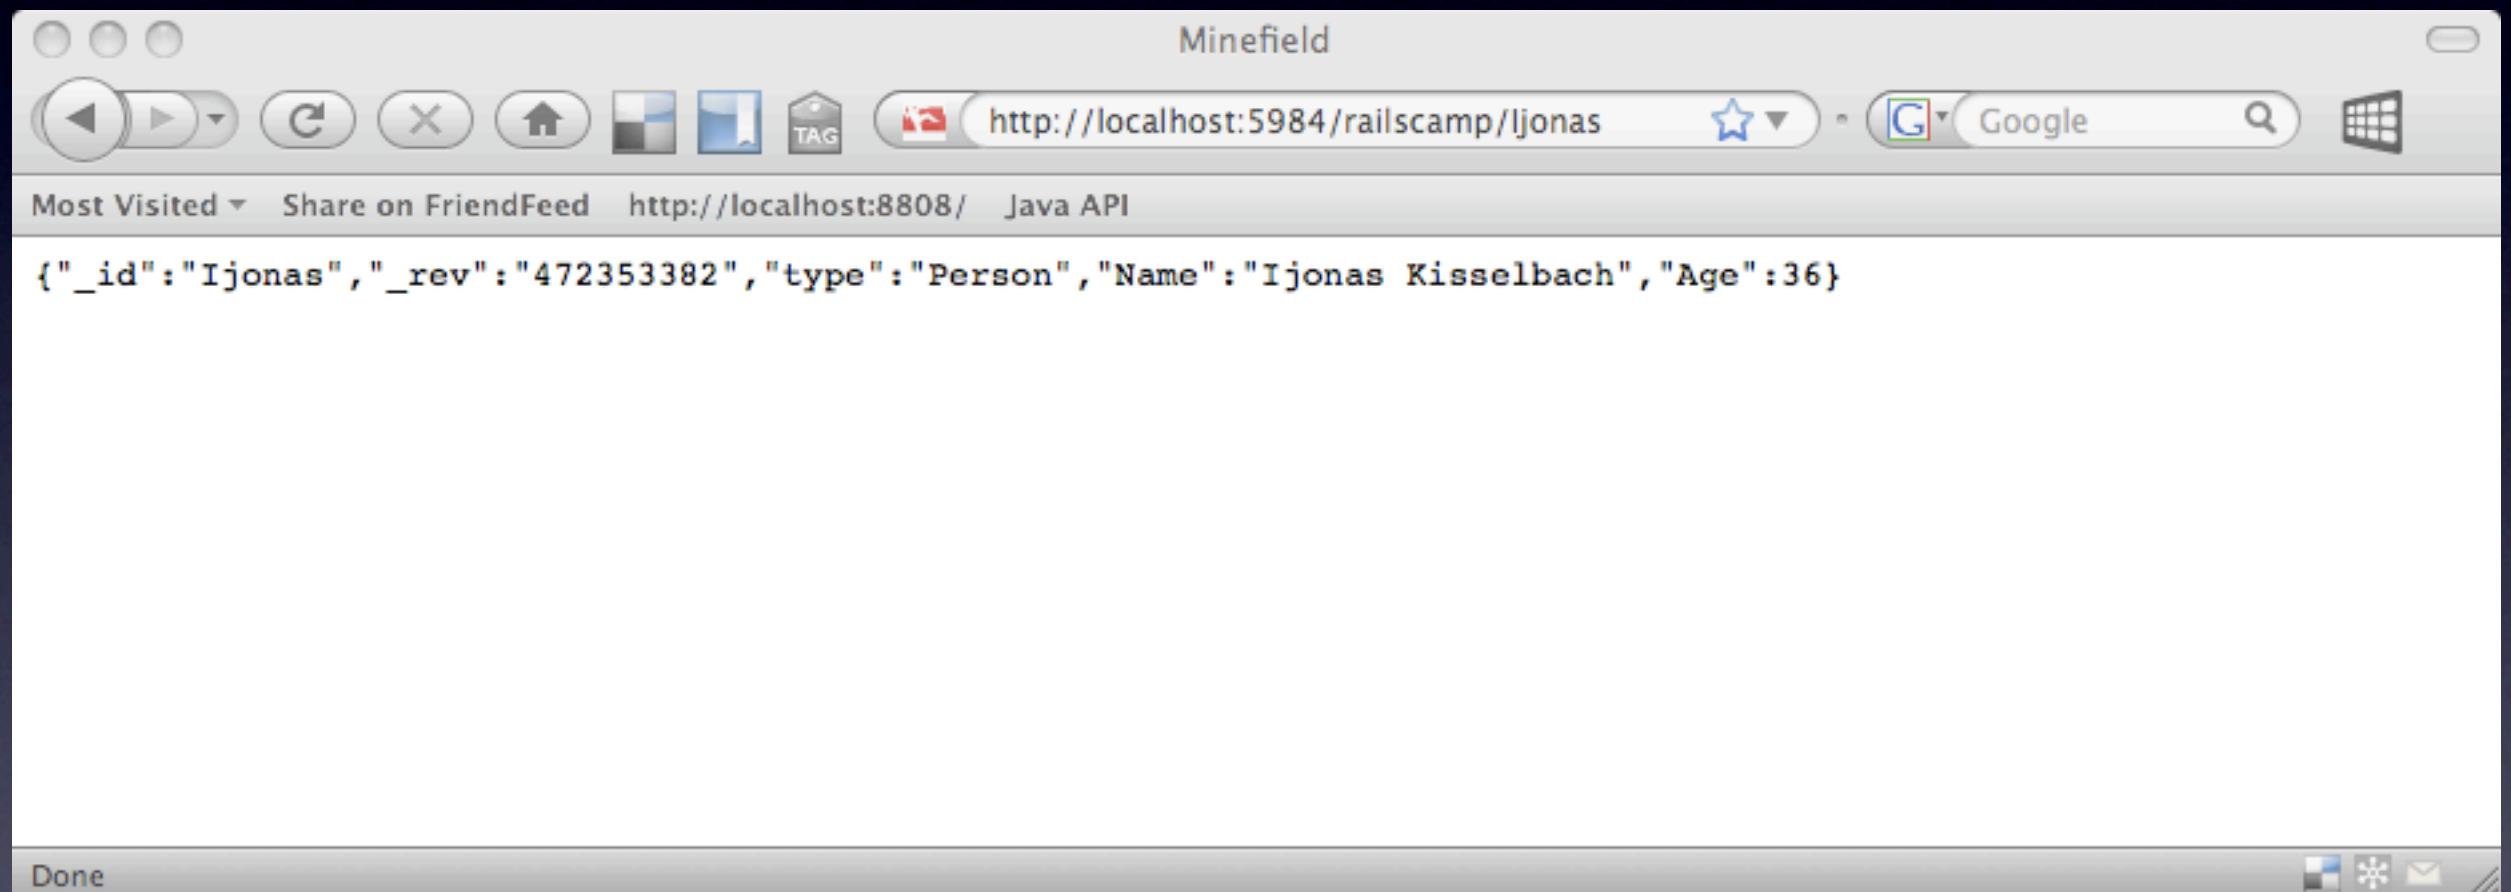 Minefield
TAG http://localhost:5984/railscamp/Ijonas G Google
Most Visited Share on FriendFeed http://localhost:8808/ Java API
{"_id":"Ijonas","_rev":"472353382","type":"Person","Name":"Ijonas Kisselbach","Age":36}
Done